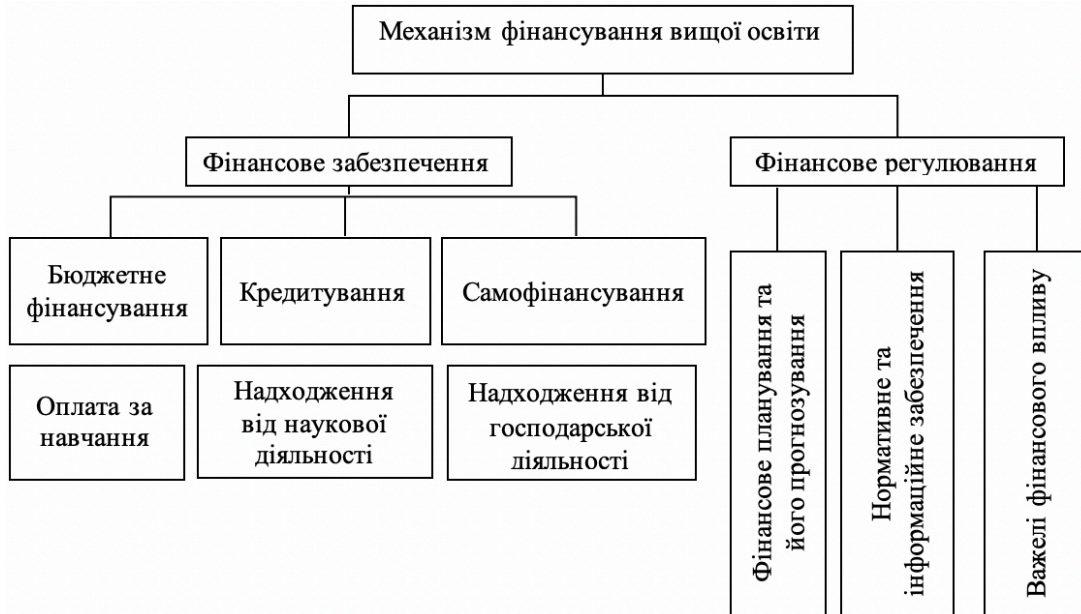 Механізм фінансування вищої освіти
Фінансове забезпечення
Фінансове регулювання
Бюджетне
фінансування
Кредитування
Самофінансування
Оплата за
навчання
Надходження
від наукової
діяльності
Надходження від
господарської
діяльності
Фінансове планування та
його прогнозування
Нормативне та
інформаційне забезпечення
Важелі фінансового впливу